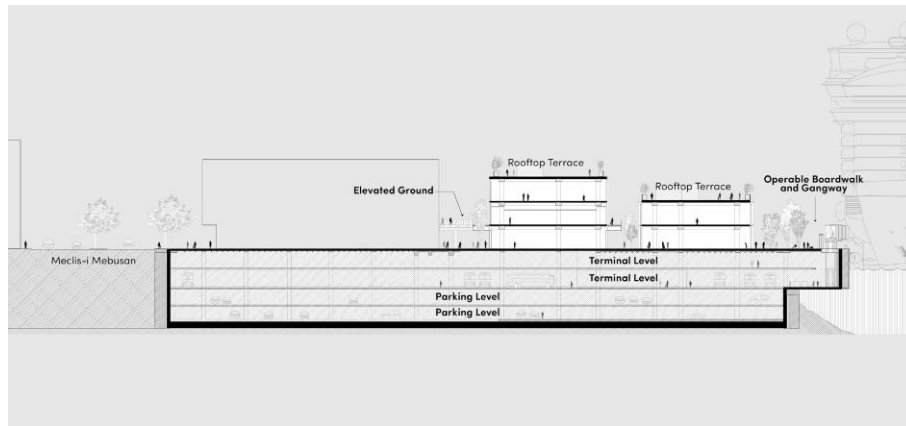 Rooftop Terrace
Elevated Ground
Rooftop Terrace
Operable Boardwalk
and Gangway
Meclis-i Mebusan
Terminal Level
Terminal Level
Parking Level
Parking Level